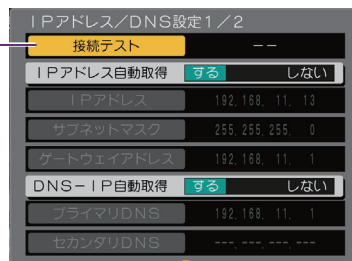 IPアドレス/DNS設定1/2
接続テスト --
IPアドレス自動取得 する しない
IPアドレス 192.168. 11. 13
サブネットマスク 255.255.255. 0
ゲートウェイアドレス 192.168. 11. 1
DNS-IP自動取得 する しない
プライマリDNS 192.168. 11. 1
セカンダリDNS ---.---.---.---